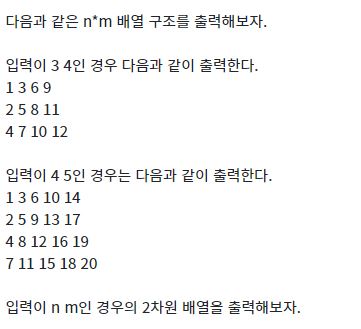 다음과 같은 n*m 배열 구조를 출력해보자.
입력이 3 4인 경우 다음과 같이 출력한다.
1 3 6 9
2 5 8 11
4 7 10 12
입력이 4 5인 경우는 다음과 같이 출력한다.
1 3 6 10 14
2 5 9 13 17
4 8 12 16 19
7 11 15 18 20
입력이 n m인 경우의 2차원 배열을 출력해보자.